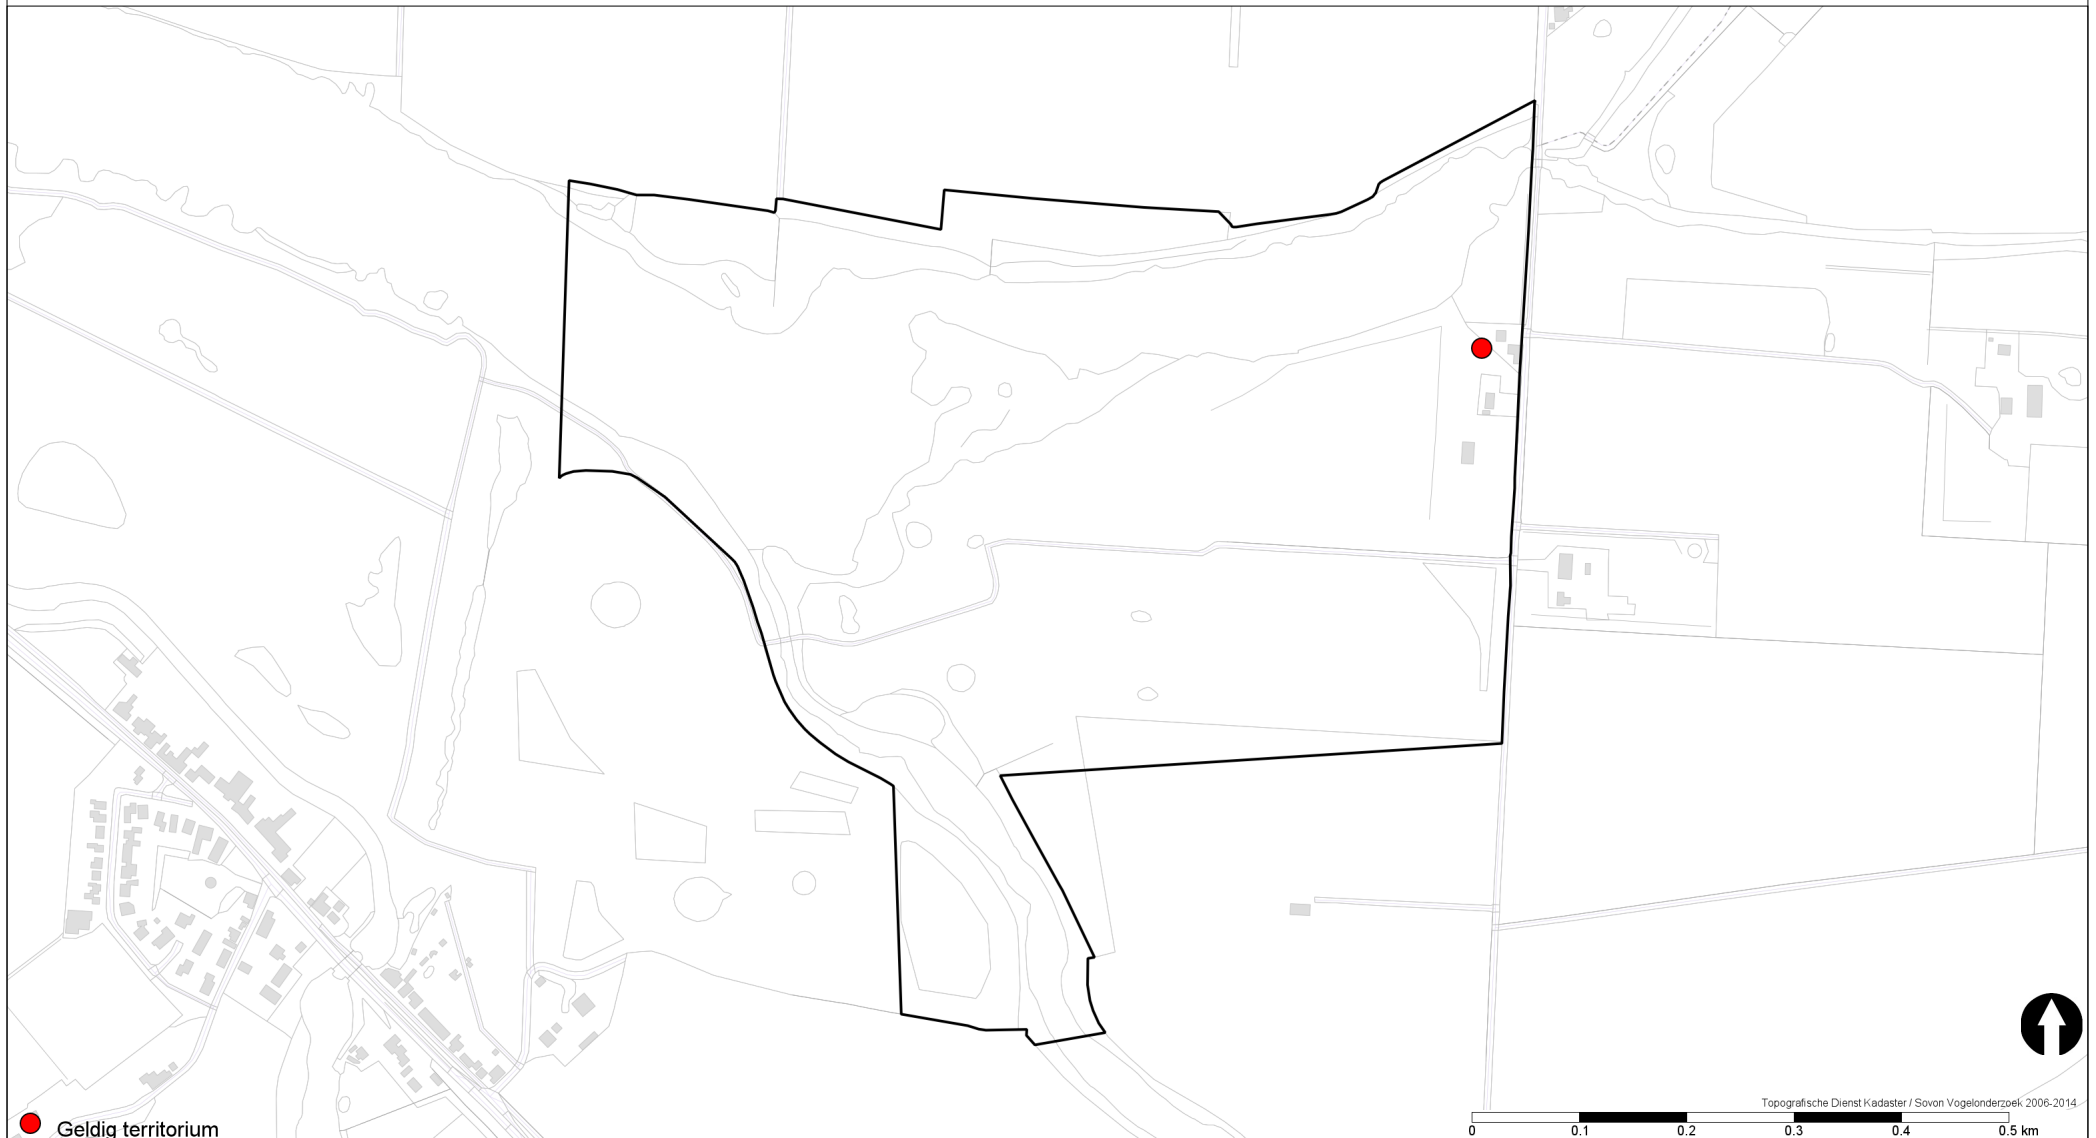 Topografische Dienst Kadaster / Sovon Vogelonderzoek 2006-2014
Geldig territorium
0 0.1 0.2 0.3 0.4 0.5 km